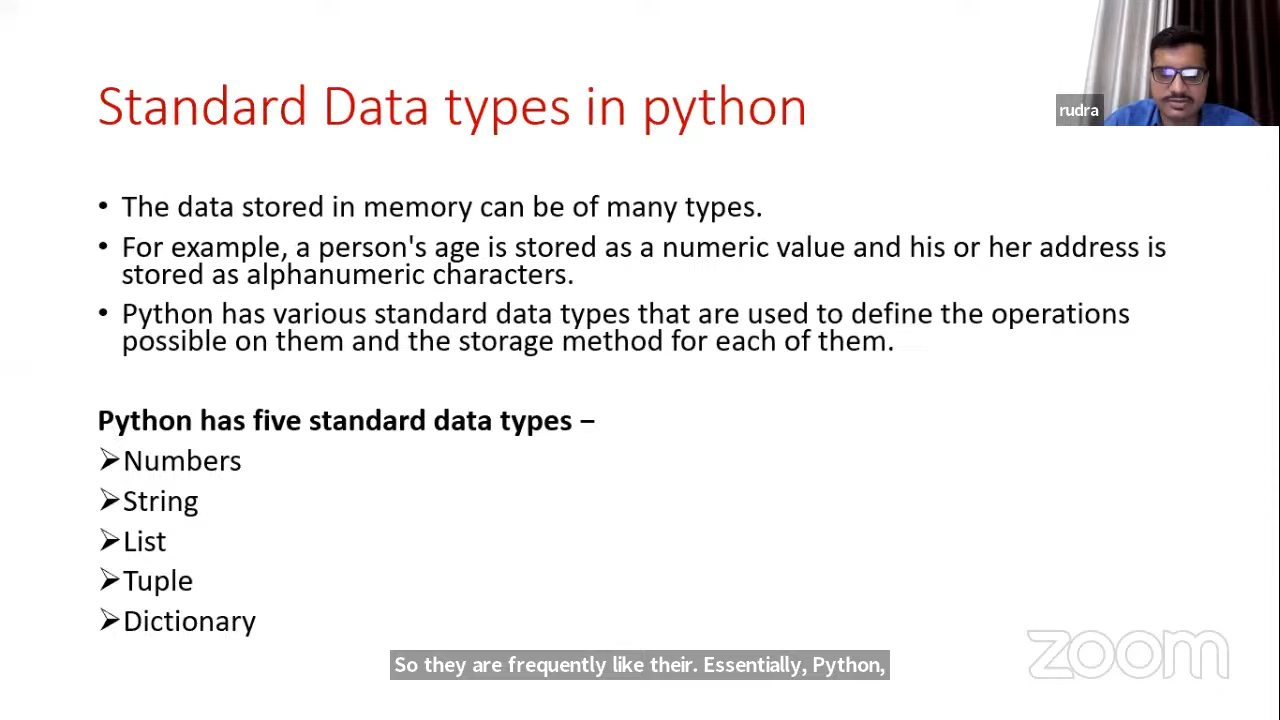 Standard Data types in python
rudra
• The data stored in memory can be of many types.
• For example, a person's age is stored as a numeric value and his or her address is
stored as alphanumeric characters.
• Python has various standard data types that are used to define the operations
possible on them and the storage method for each of them.
Python has five standard data types –
➢Numbers
➢String
➢List
➢Tuple
➢Dictionary
So they are frequently like their. Essentially, Python,
zoom